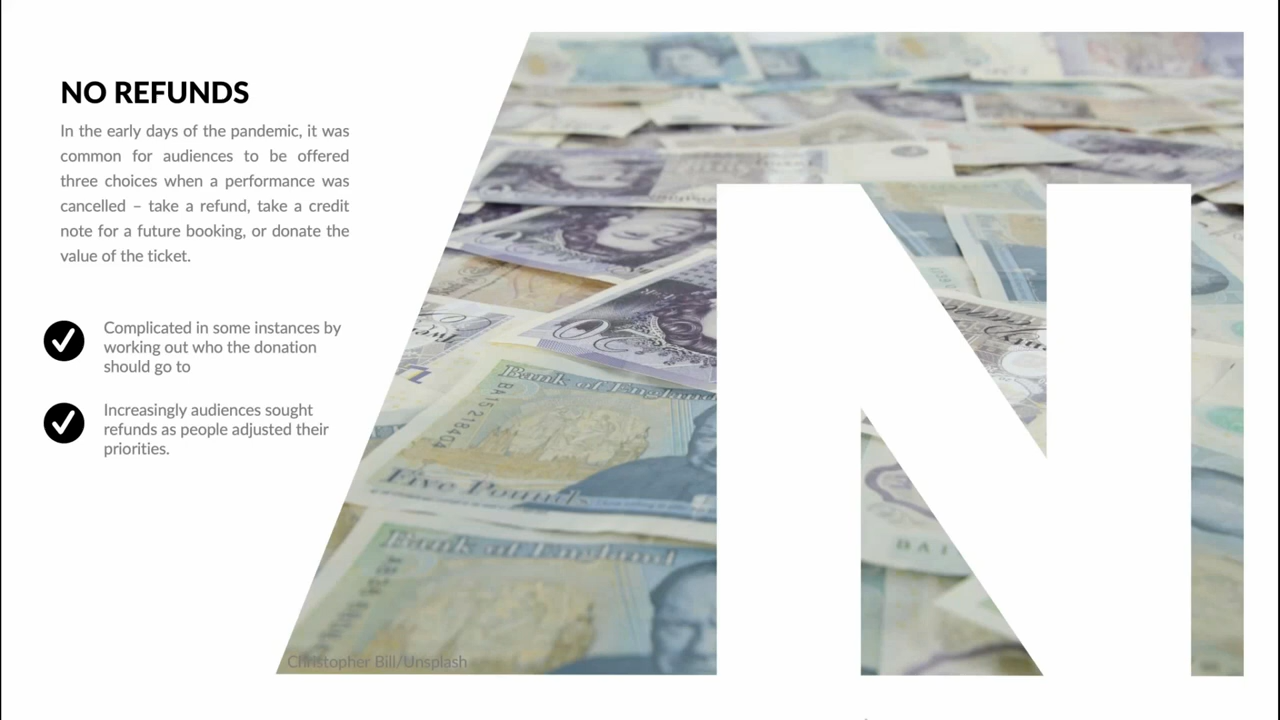 NO REFUNDS
In the early days of the pandemic, it was
common for audiences to be offered
three choices when a performance was
cancelled – take a refund, take a credit
note for a future booking, or donate the
value of the ticket.
Complicated in some instances by
working out who the donation
should go to
Increasingly audiences sought
refunds as people adjusted their
priorities.
N
Bank of England
BA15 218404
Five Pounds
Bank of England
BA1
Christopher Bill/Unsplash